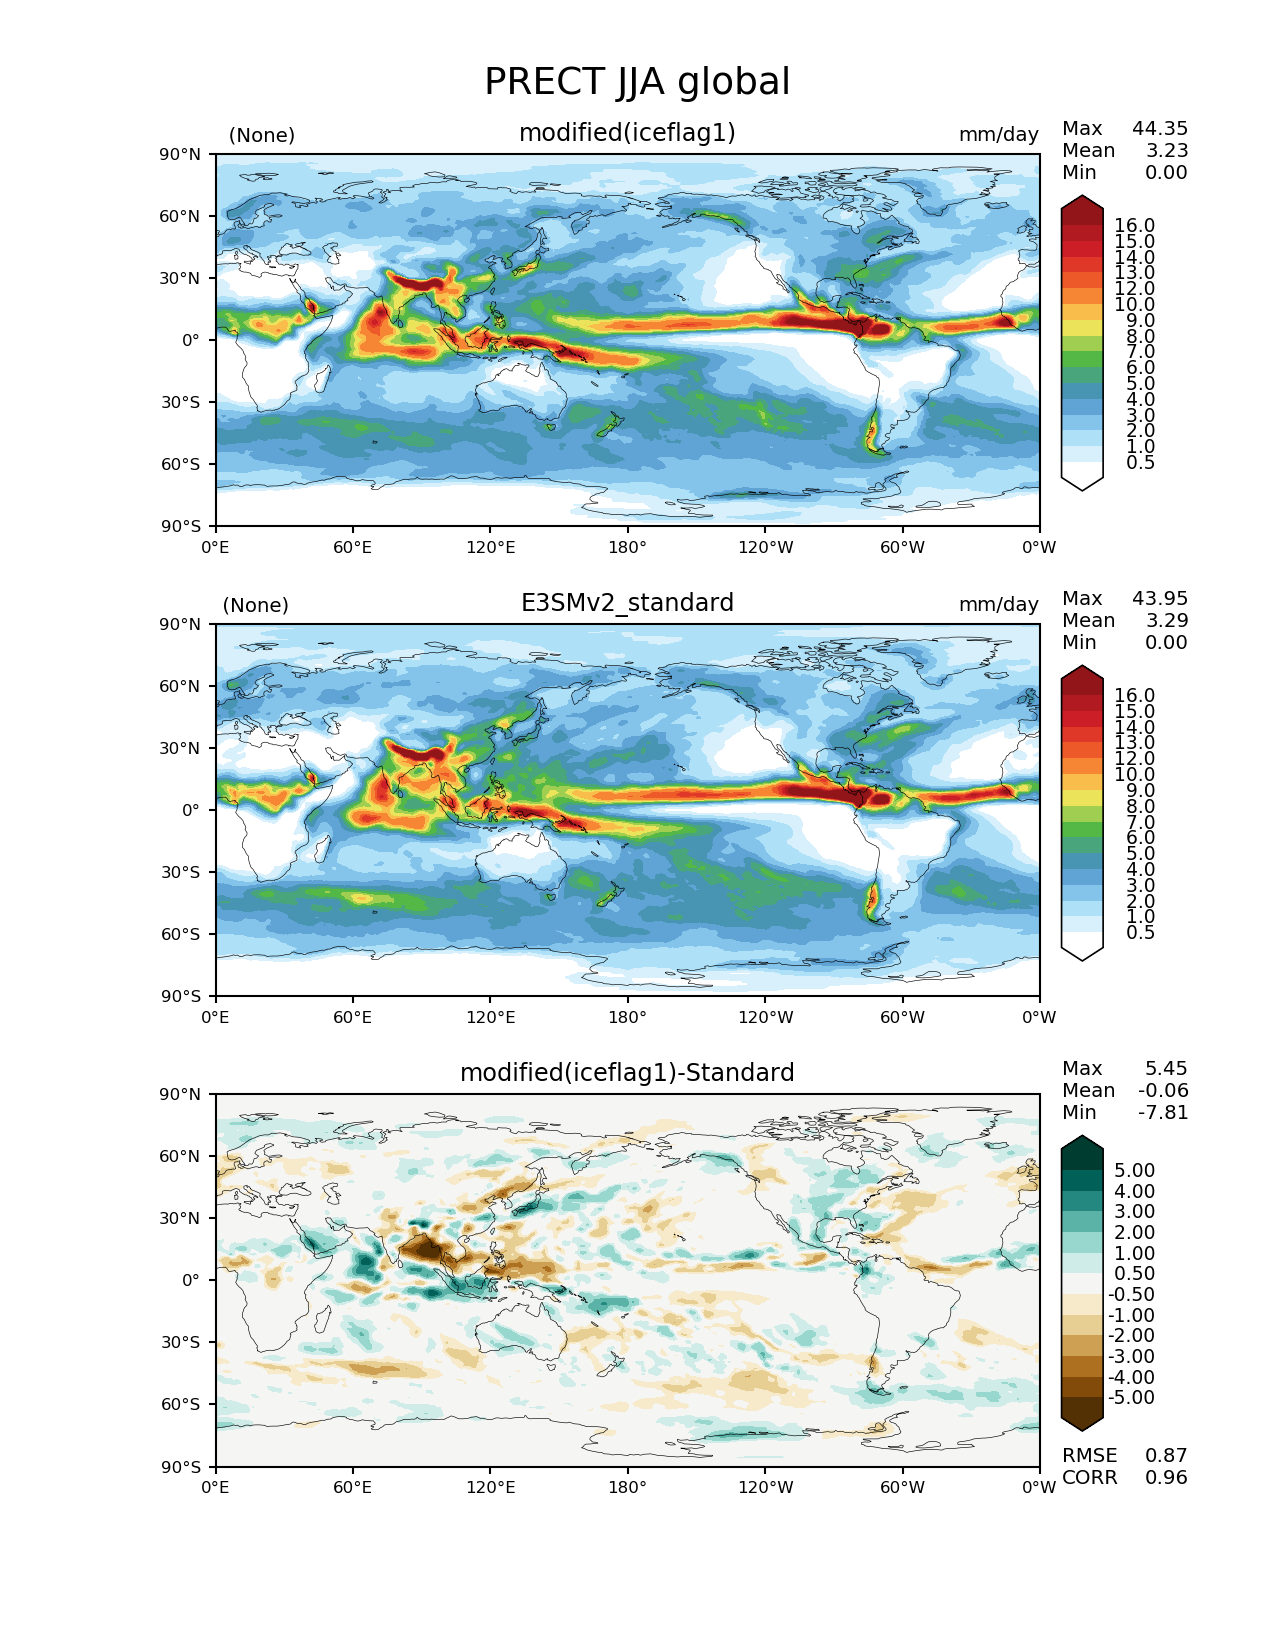 PRECT JJA global
(None) modified(iceflag1) mm/day
Max 44.35
Mean 3.23
Min 0.00
90°N
60°N
30°N
0°
30°S
60°S
90°S
0°E 60°E 120°E 180° 120°W 60°W 0°W
16.0
15.0
14.0
13.0
12.0
10.0
9.0
8.0
7.0
6.0
5.0
4.0
3.0
2.0
1.0
0.5
(None) E3SMv2_standard mm/day
Max 43.95
Mean 3.29
Min 0.00
90°N
60°N
30°N
0°
30°S
60°S
90°S
0°E 60°E 120°E 180° 120°W 60°W 0°W
16.0
15.0
14.0
13.0
12.0
10.0
9.0
8.0
7.0
6.0
5.0
4.0
3.0
2.0
1.0
0.5
modified(iceflag1)-Standard
Max 5.45
Mean -0.06
Min -7.81
90°N
60°N
30°N
0°
30°S
60°S
90°S
0°E 60°E 120°E 180° 120°W 60°W 0°W
5.00
4.00
3.00
2.00
1.00
0.50
-0.50
-1.00
-2.00
-3.00
-4.00
-5.00
RMSE 0.87
CORR 0.96